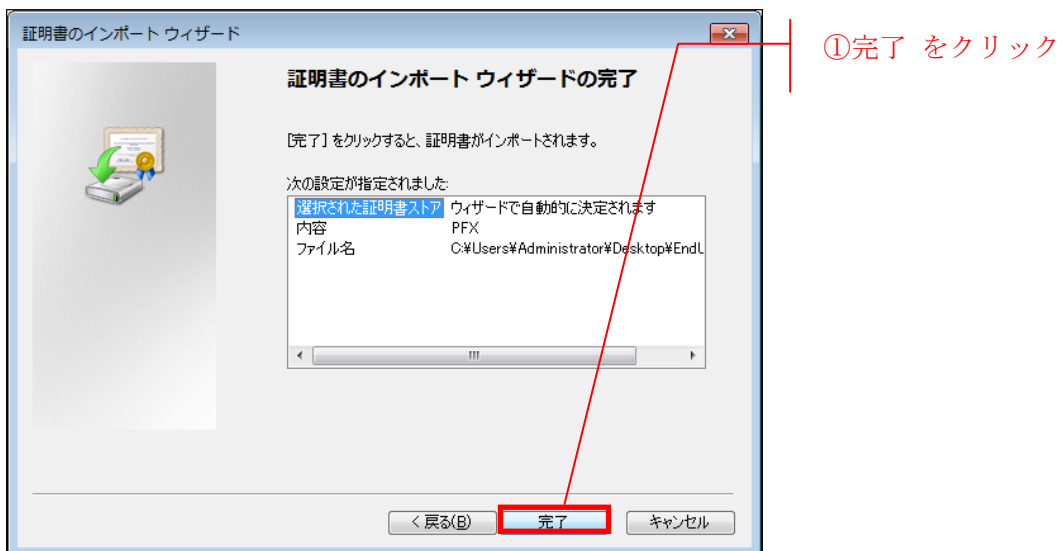 証明書のインポート ウィザード
①完了 をクリック
証明書のインポート ウィザードの完了
[完了] をクリックすると、証明書がインポートされます。
次の設定が指定されました:
選択された証明書ストア ウィザードで自動的に決定されます
内容 PFX
ファイル名 C:¥Users¥Administrator¥Desktop¥EndU
< 戻る(B) 完了 キャンセル